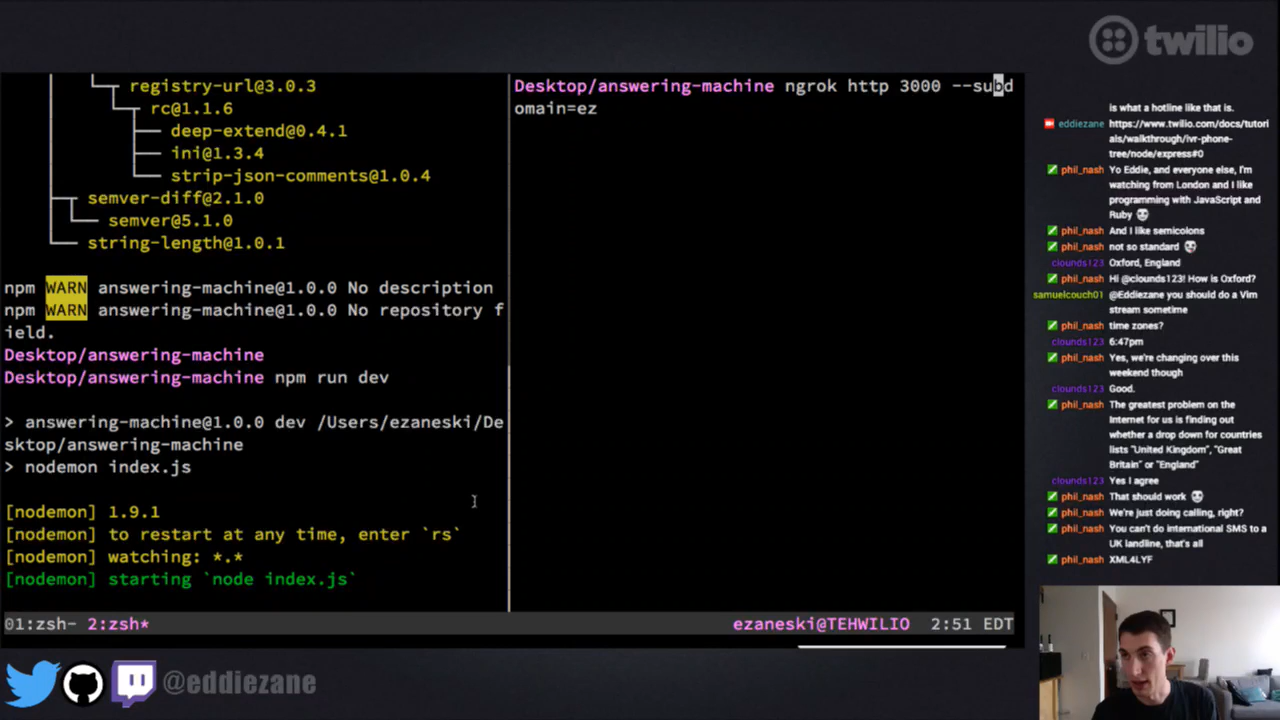 twilio
registry-url@3.0.3
rc@1.1.6
deep-extend@0.4.1
ini@1.3.4
strip-json-comments@1.0.4
semver-diff@2.1.0
semver@5.1.0
string-length@1.0.1
npm WARN answering-machine@1.0.0 No description
npm WARN answering-machine@1.0.0 No repository f
ield.
Desktop/answering-machine
Desktop/answering-machine npm run dev
> answering-machine@1.0.0 dev /Users/ezaneski/De
sktop/answering-machine
> nodemon index.js
[nodemon] 1.9.1
[nodemon] to restart at any time, enter `rs`
[nodemon] watching: *.*
[nodemon] starting `node index.js`
Desktop/answering-machine ngrok http 3000 --subd
omain=ez
01:zsh- 2:zsh*
ezaneski@TEHWILIO 2:51 EDT
@eddiezane
is what a hotline like that is.
eddiezane https://www.twilio.com/docs/tutori
als/walkthrough/ivr-phone-
tree/node/express#0
phil_nash Yo Eddie, and everyone else, I'm
watching from London and I like
programming with JavaScript and
Ruby
phil_nash And I like semicolons
phil_nash not so standard
clounds123 Oxford, England
phil_nash Hi @clounds123! How is Oxford?
samuelcouch01 @Eddiezane you should do a Vim
stream sometime
phil_nash time zones?
clounds123 6:47pm
phil_nash Yes, we're changing over this
weekend though
clounds123 Good.
phil_nash The greatest problem on the
Internet for us is finding out
whether a drop down for countries
lists "United Kingdom", "Great
Britain" or "England"
clounds123 Yes I agree
phil_nash That should work
phil_nash We're just doing calling, right?
phil_nash You can't do international SMS to a
UK landline, that's all
phil_nash XML4LYF